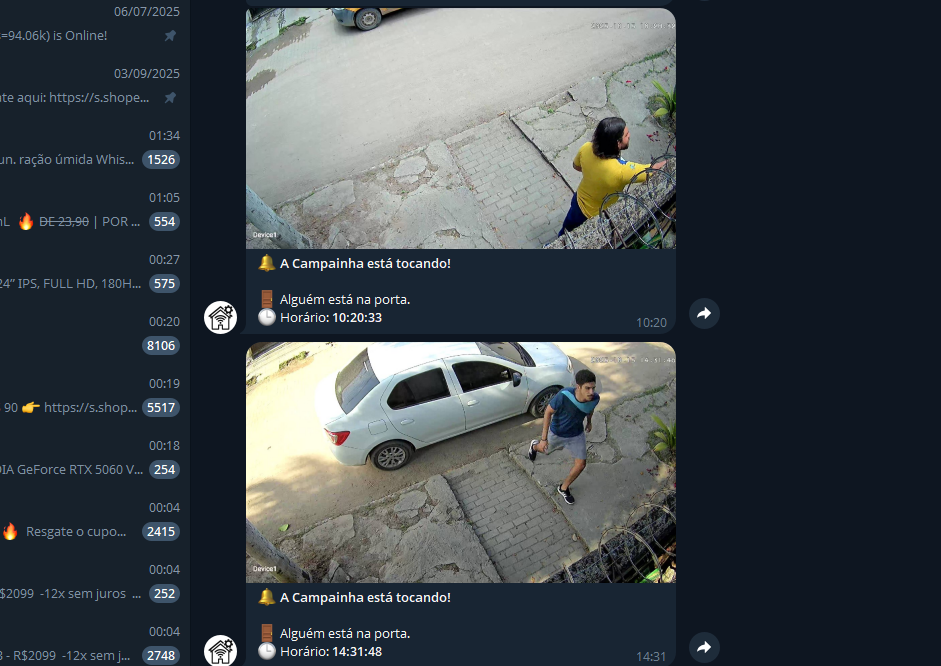 06/07/2025
=94.06k) is Online!
03/09/2025
te aqui: https://s.shope...
01:34
un. ração úmida Whis...
1526
01:05
L 🔥 DE 23,90 | POR ...
554
00:27
24” IPS, FULL HD, 180H...
575
00:20
8106
00:19
90 👉 https://s.shop...
5517
00:18
DIA GeForce RTX 5060 V...
254
00:04
🔥 Resgate o cupo...
2415
00:04
$2099 -12x sem juros ...
252
00:04
- R$2099 -12x sem j...
2748
Device1
🔔 A Campainha está tocando!
🚪 Alguém está na porta.
🕒 Horário: 10:20:33
10:20
Device1
🔔 A Campainha está tocando!
🚪 Alguém está na porta.
🕒 Horário: 14:31:48
14:31